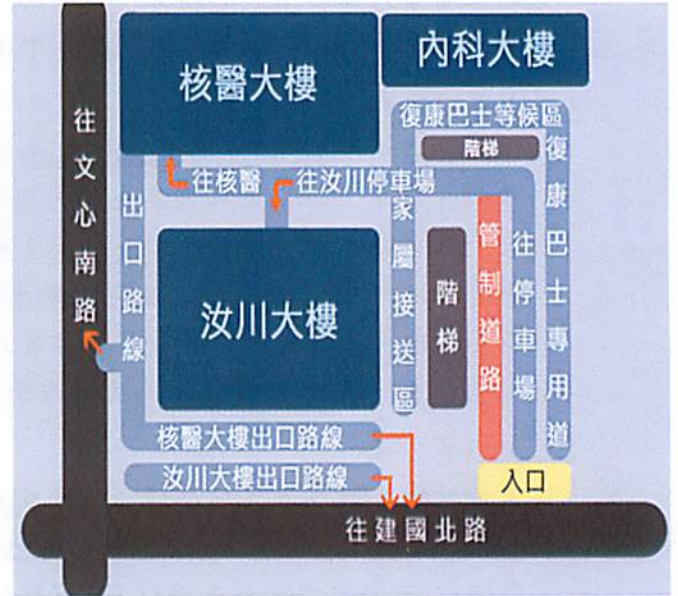 核醫大樓
內科大樓
往文心南路
復康巴士等候區
階梯
往核醫
往汝川停車場
出口路線
家屬接送區
階梯
管制道路
往停車場
復康巴士專用道
汝川大樓
核醫大樓出口路線
汝川大樓出口路線
入口
往建國北路